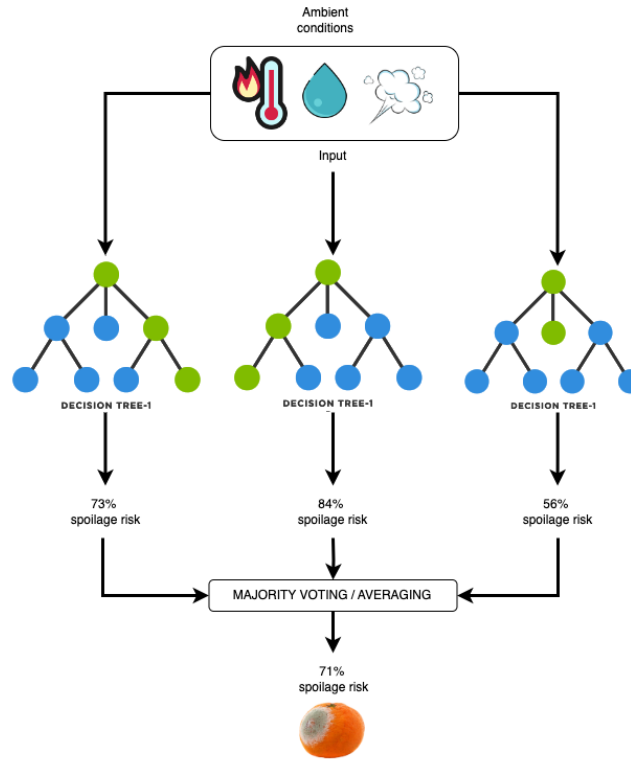 Ambient
conditions
Input
DECISION TREE-1
DECISION TREE-1
DECISION TREE-1
73%
spoilage risk
84%
spoilage risk
56%
spoilage risk
MAJORITY VOTING / AVERAGING
71%
spoilage risk